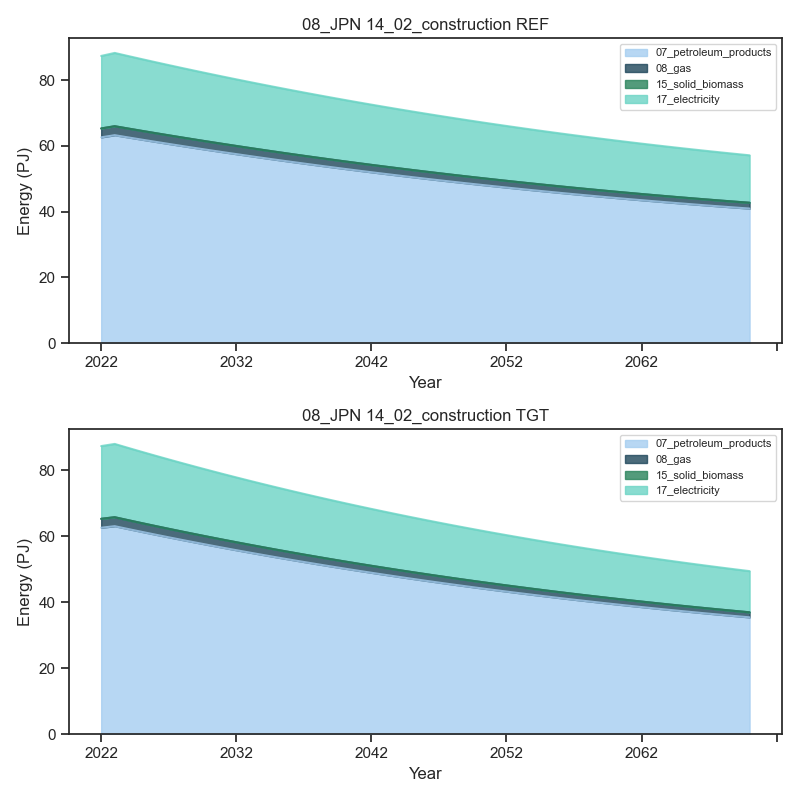 08_JPN 14_02_construction REF
07_petroleum_products
08_gas
15_solid_biomass
17_electricity
80
60
40
20
0
Energy (PJ)
2022 2032 2042 2052 2062
Year
08_JPN 14_02_construction TGT
07_petroleum_products
08_gas
15_solid_biomass
17_electricity
80
60
40
20
0
Energy (PJ)
2022 2032 2042 2052 2062
Year